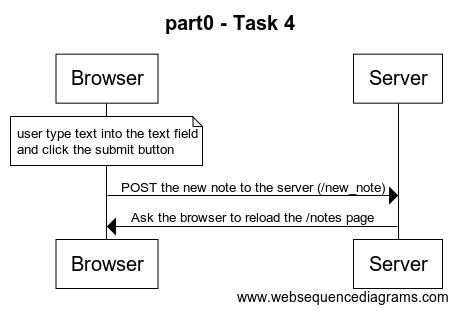 part0 - Task 4
Browser
Server
user type text into the text field
and click the submit button
POST the new note to the server (/new_note)
Ask the browser to reload the /notes page
Browser
Server
www.websequencediagrams.com